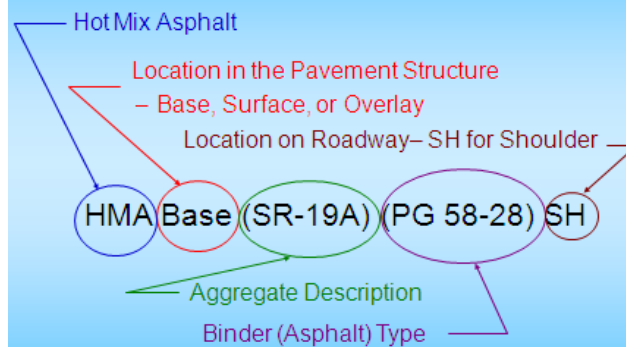 Hot Mix Asphalt
Location in the Pavement Structure
– Base, Surface, or Overlay
Location on Roadway– SH for Shoulder
HMA Base (SR-19A) (PG 58-28) SH
Aggregate Description
Binder (Asphalt) Type